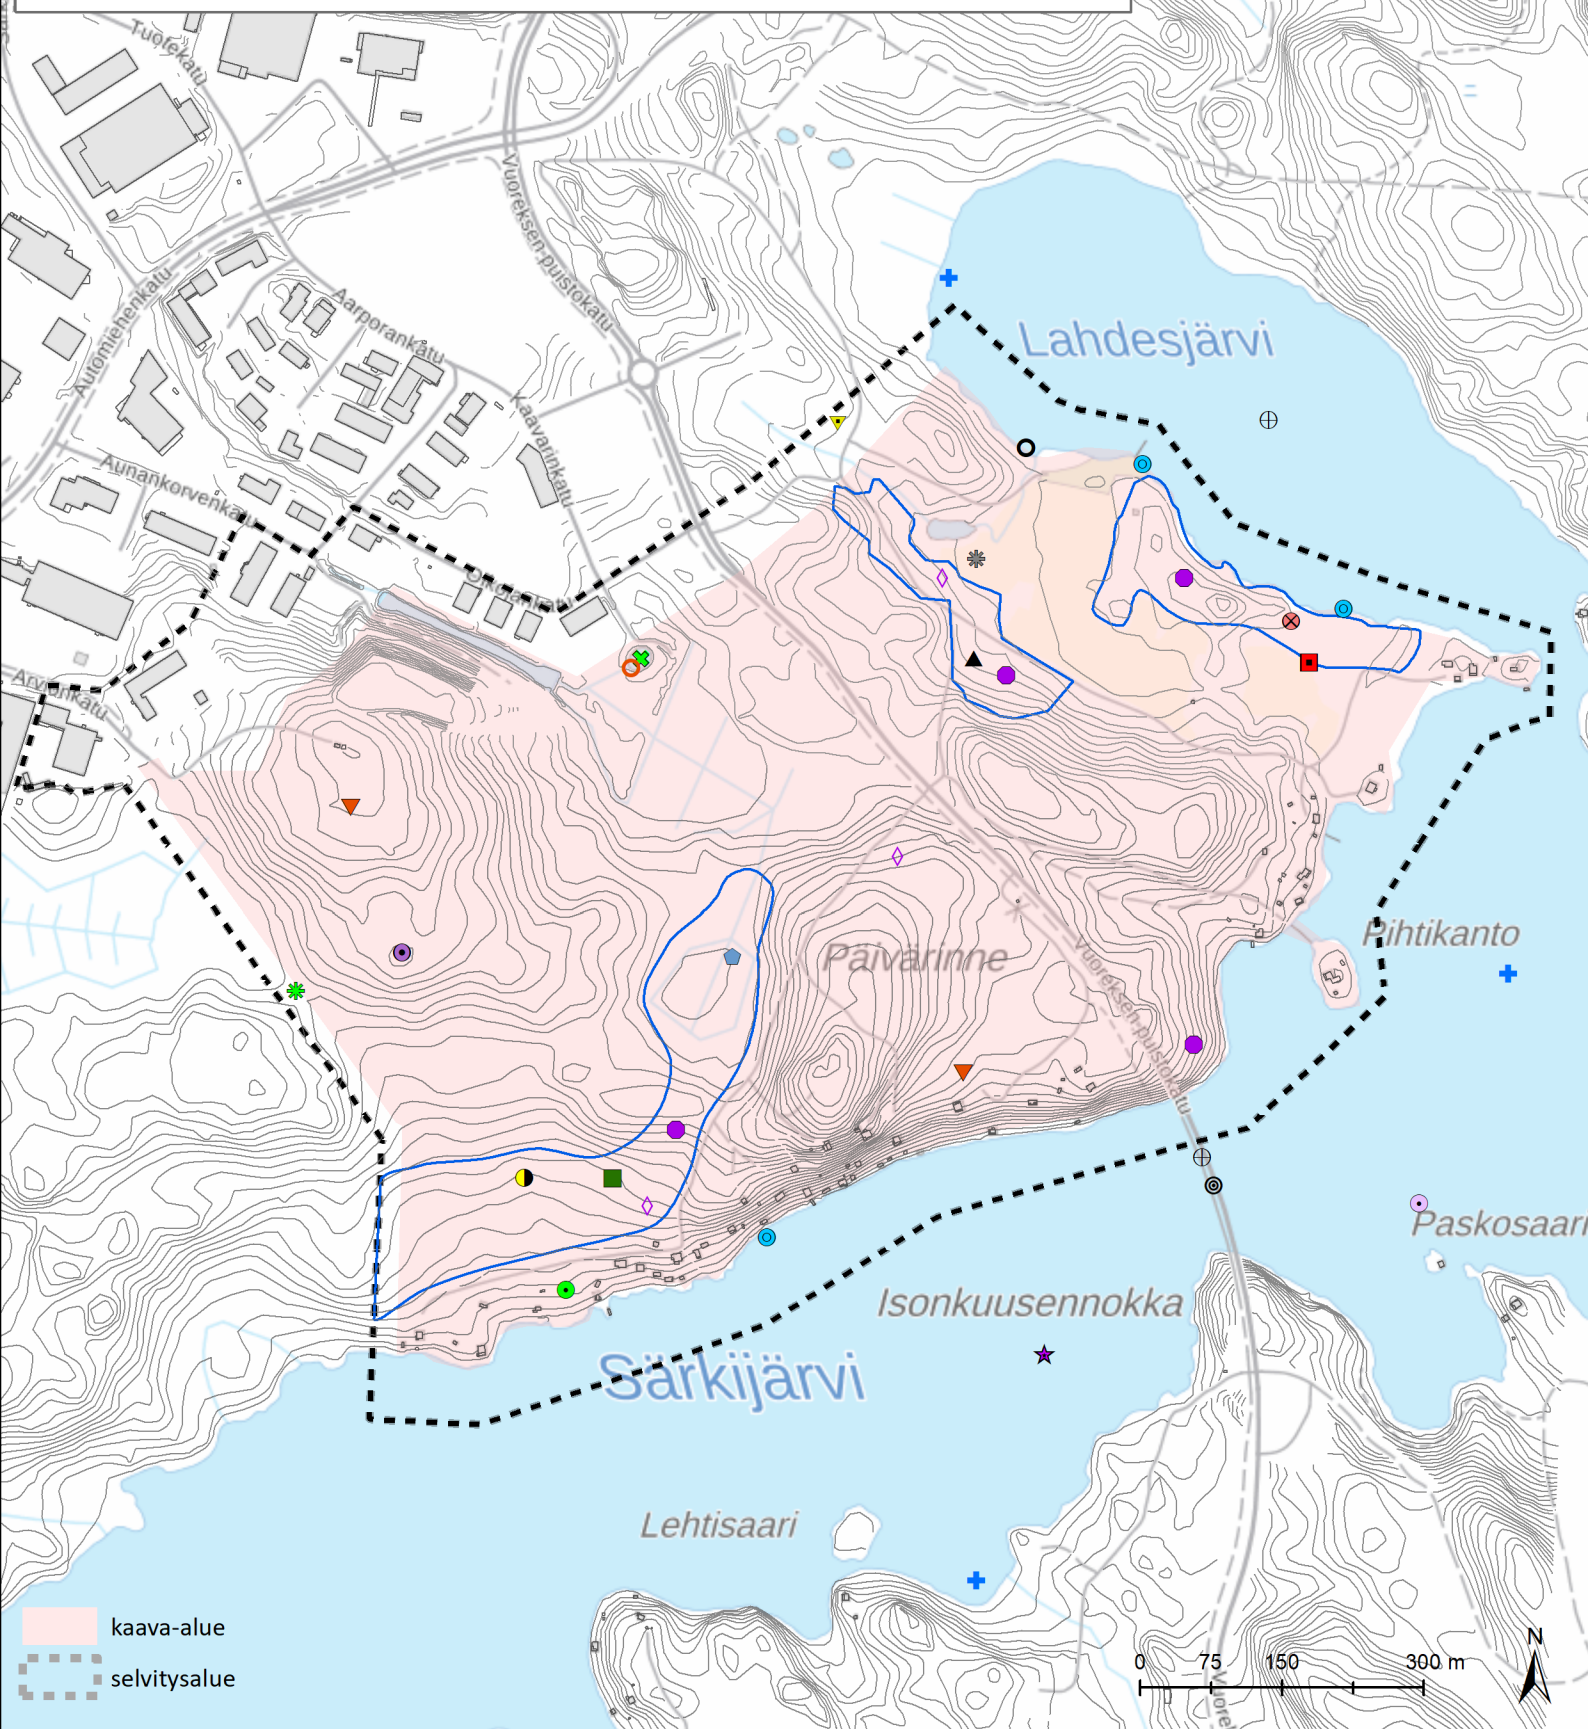 Tuotekatu
Vuoreksen-puistokatu
Automiehenkatu
Aarporankatu
Lahdesjärvi
Kaavarinkatu
Aunankorvenkatu
Arvionkatu
Pihtikanto
Päivärinne
Vuoreksen-puistokatu
Paskosaari
Isonkuusennokka
Särkijärvi
Lehtisaari
kaava-alue
selvitysalue
0 75 150 300 m
N